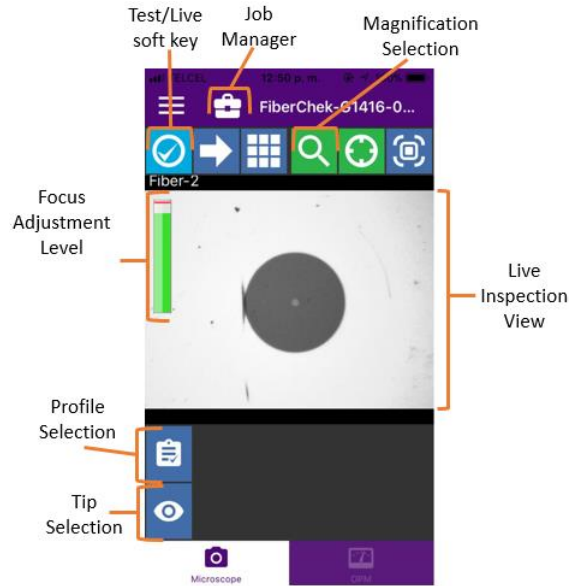 Test/Live
soft key
Job
Manager
Magnification
Selection
TELCEL 12:50 p. m.
FiberChek-G1416-0...
Fiber-2
Focus
Adjustment
Level
Live
Inspection
View
Profile
Selection
Tip
Selection
Microscope
OPM